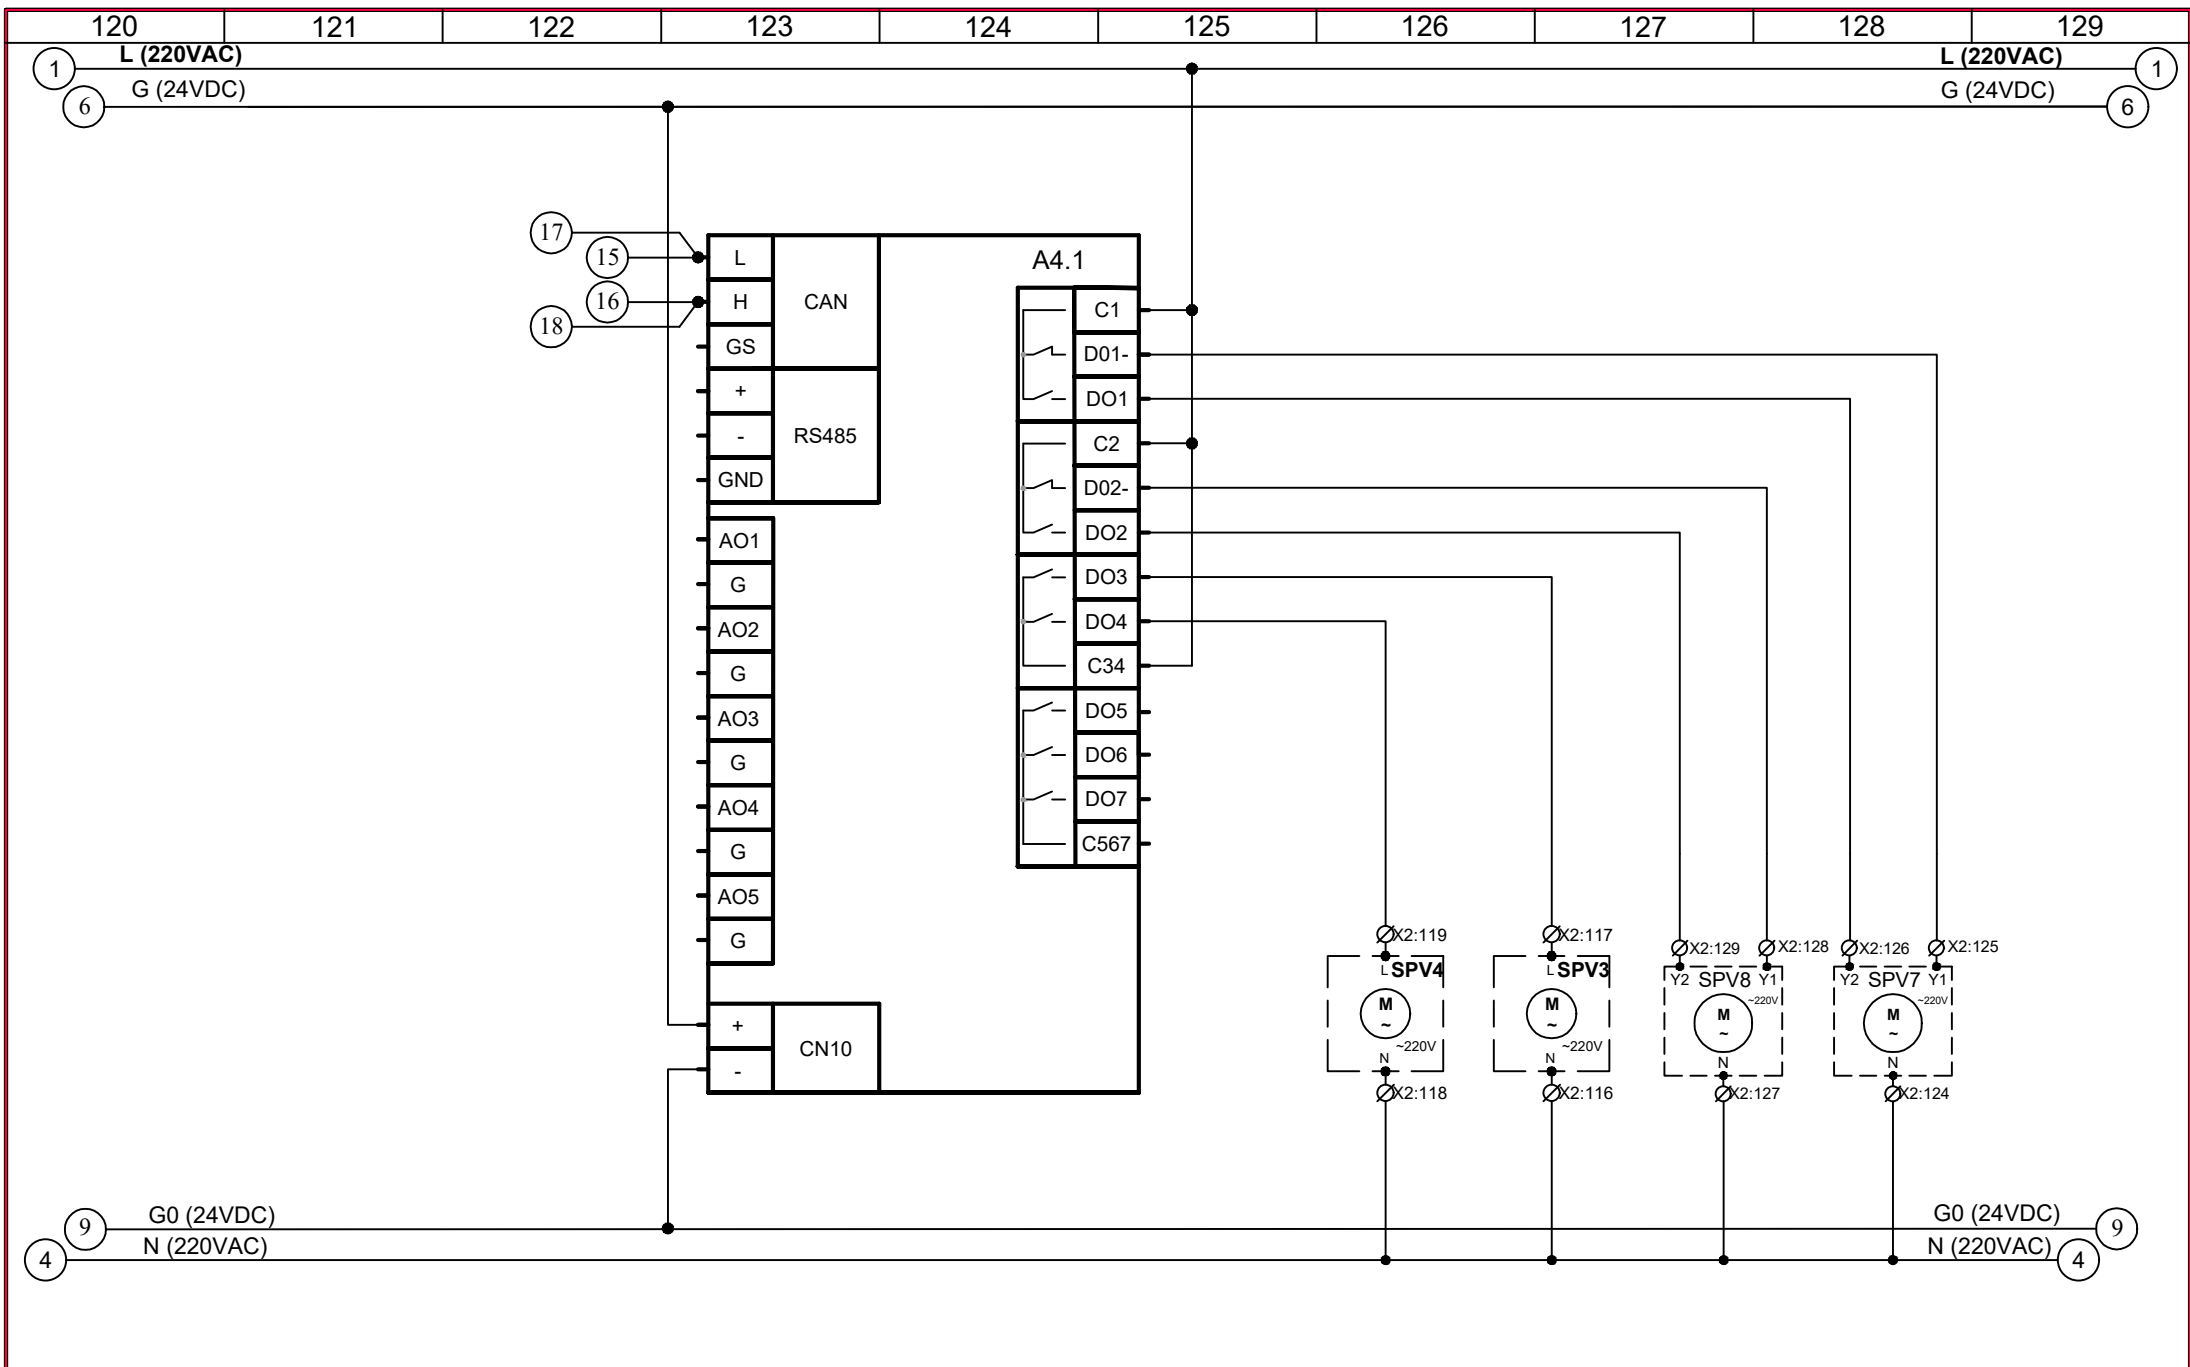 120 121 122 123 124 125 126 127 128 129
L (220VAC) L (220VAC)
1 1
G (24VDC) G (24VDC)
6 6
17
15 L A4.1
16 H CAN C1
18
GS D01-
+ DO1
- RS485 C2
GND D02-
AO1 DO2
G DO3
AO2 DO4
G C34
AO3 DO5
G DO6
AO4 DO7
G C567
AO5
G X2:119 X2:117 X2:129 X2:128 X2:126 X2:125
L SPV4 L SPV3 Y2 SPV8 Y1 Y2 SPV7 Y1
~220V ~220V
M M M M
~ ~ ~ ~
+
CN10
-
~220V ~220V
N N N N
X2:118 X2:116 X2:127 X2:124
G0 (24VDC) G0 (24VDC)
9 9
N (220VAC) N (220VAC)
4 4